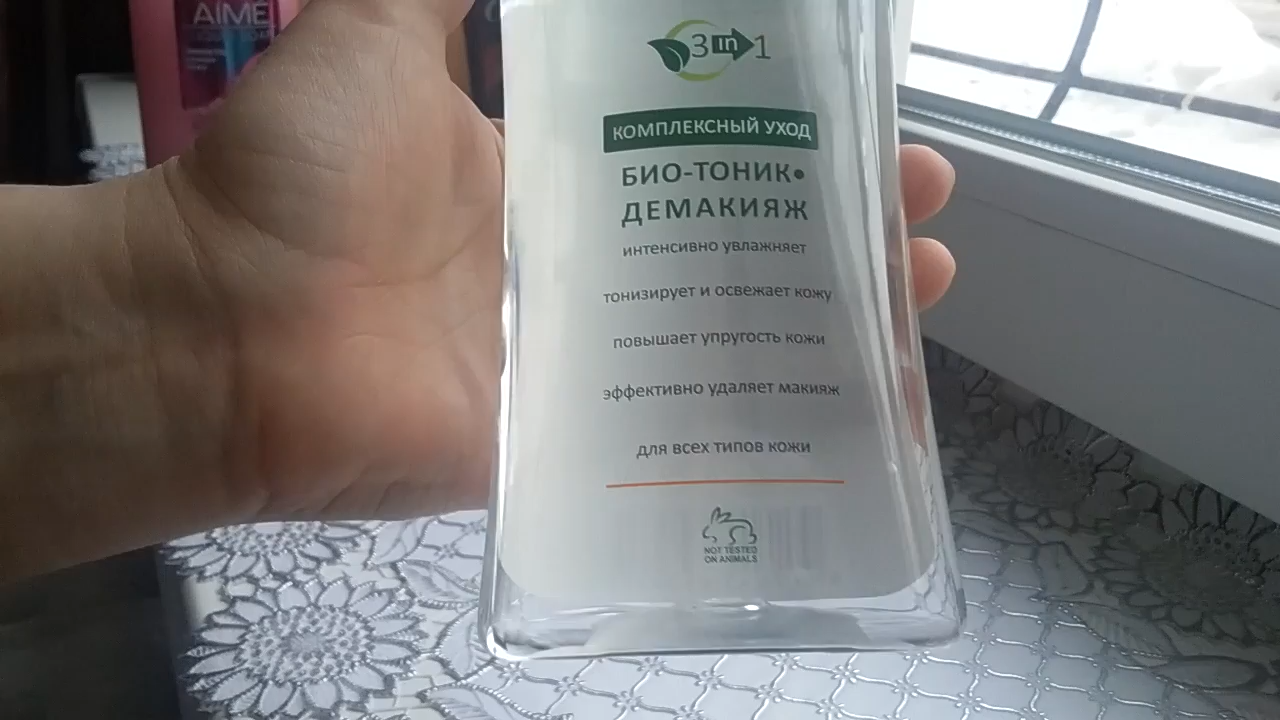 AIMÉ
3 in 1
КОМПЛЕКСНЫЙ УХОД
БИО-ТОНИК•
ДЕМАКИЯЖ
интенсивно увлажняет
тонизирует и освежает кожу
повышает упругость кожи
эффективно удаляет макияж
для всех типов кожи
NOT TESTED
ON ANIMALS